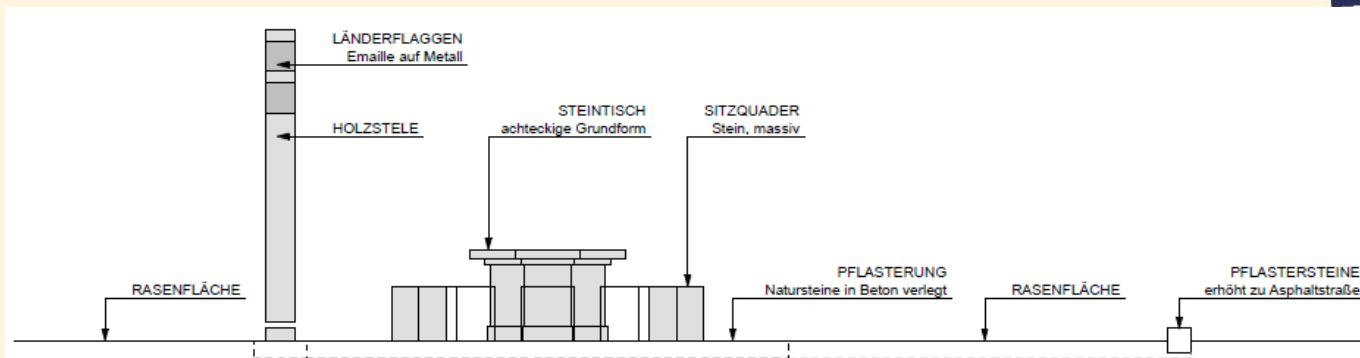 LÄNDERFLAGGEN
Emaille auf Metall
HOLZSTELE
STEINTISCH
achteckige Grundform
SITZQUADER
Stein, massiv
RASENFLÄCHE
PFLASTERUNG
Natursteine in Beton verlegt
RASENFLÄCHE
PFLASTERSTEINE
erhöht zu Asphaltstraße